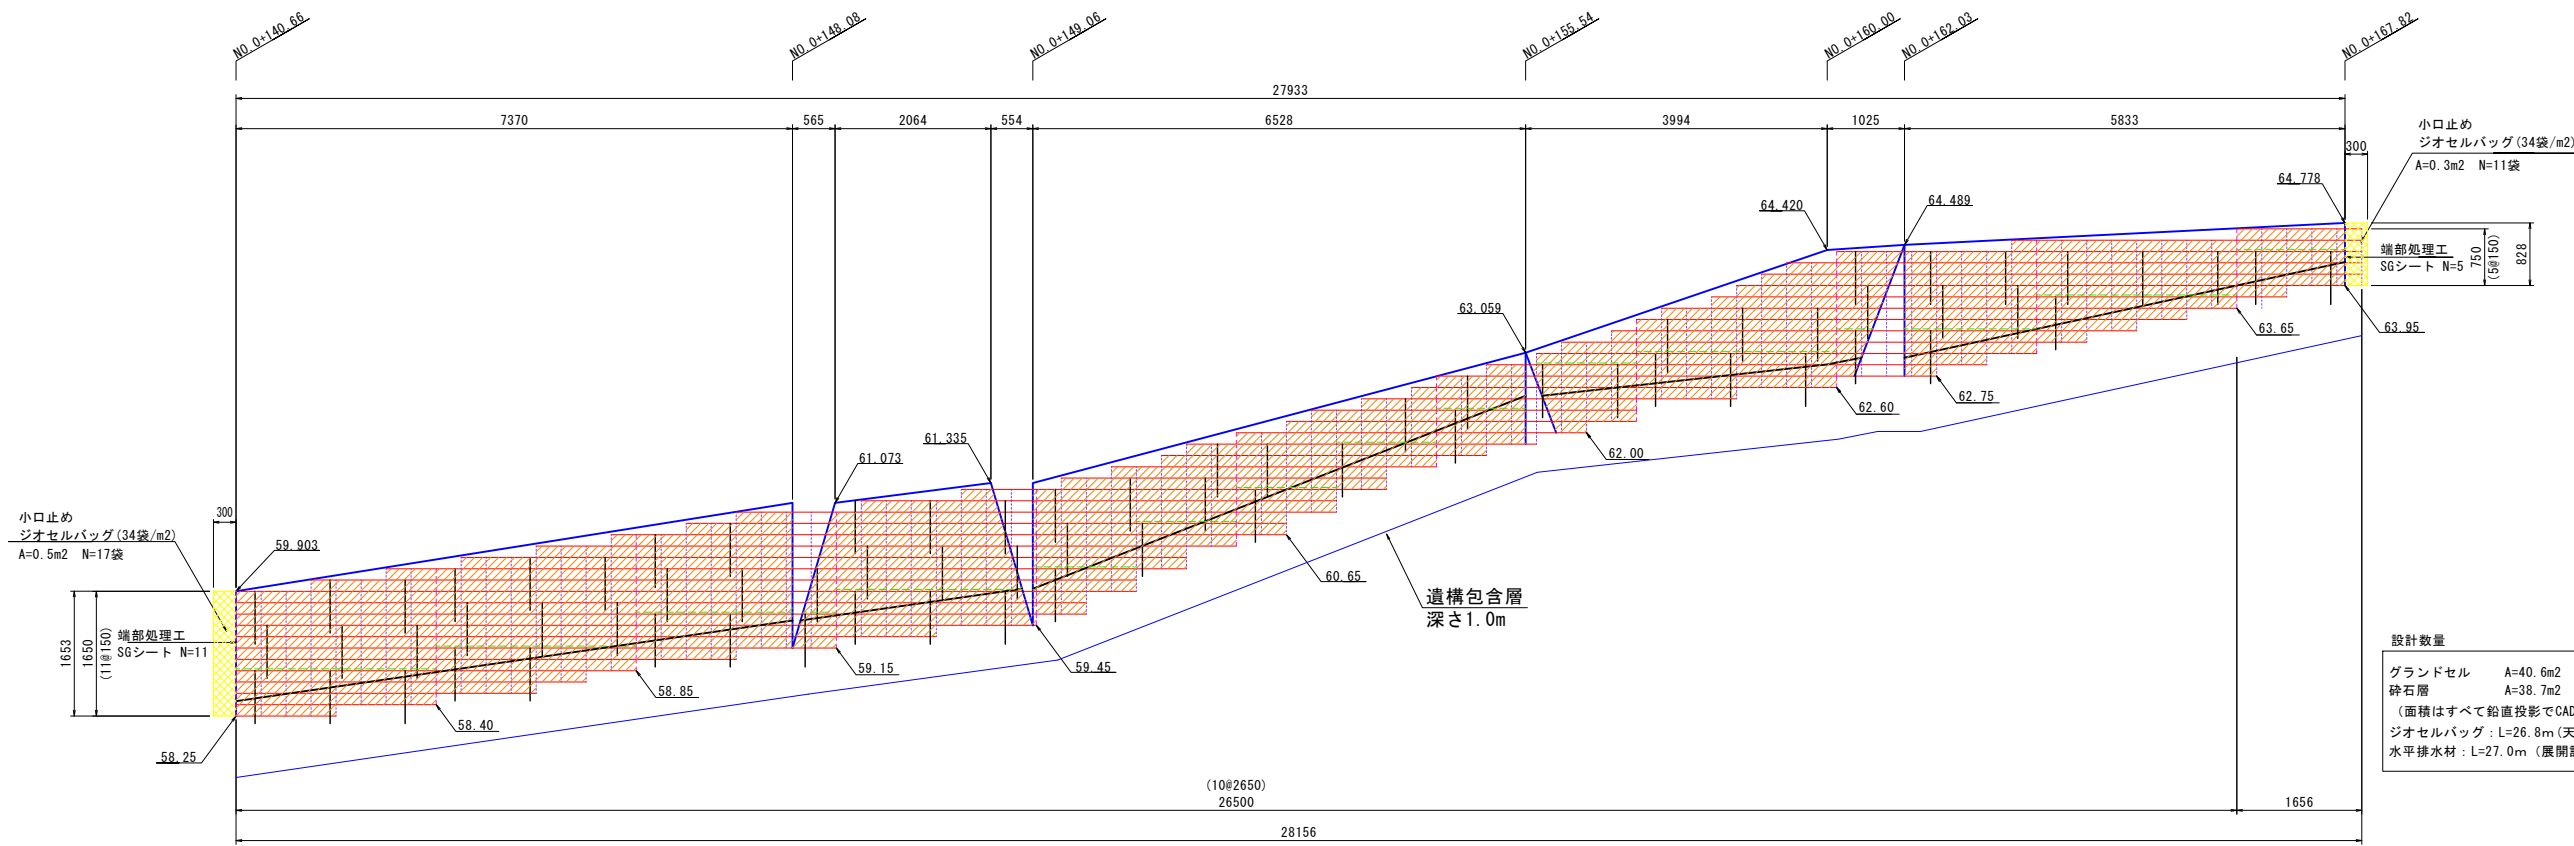 NO.0+140.66
NO.0+148.08
NO.0+149.06
NO.0+155.54
NO.0+160.00
NO.0+162.03
NO.0+167.82
27933
7370
565
2064
554
6528
3994
1025
5833
小口止め
ジオセルバッグ(34袋/m2)
A=0.3m2 N=11袋
300
64.778
64.489
64.420
端部処理工
SGシート N=5
750
(5@150)
828
63.059
63.95
63.65
62.75
62.60
62.00
61.335
61.073
小口止め
ジオセルバッグ(34袋/m2)
A=0.5m2 N=17袋
300
59.903
端部処理工
SGシート N=11
1653
1650
(11@150)
60.65
遺構包含層
深さ1.0m
59.45
59.15
58.85
58.40
58.25
設計数量
グランドセル A=40.6m2
砕石層 A=38.7m2
(面積はすべて鉛直投影でCAD
ジオセルバッグ：L=26.8m(天
水平排水材：L=27.0m (展開
(10@2650)
26500
1656
28156